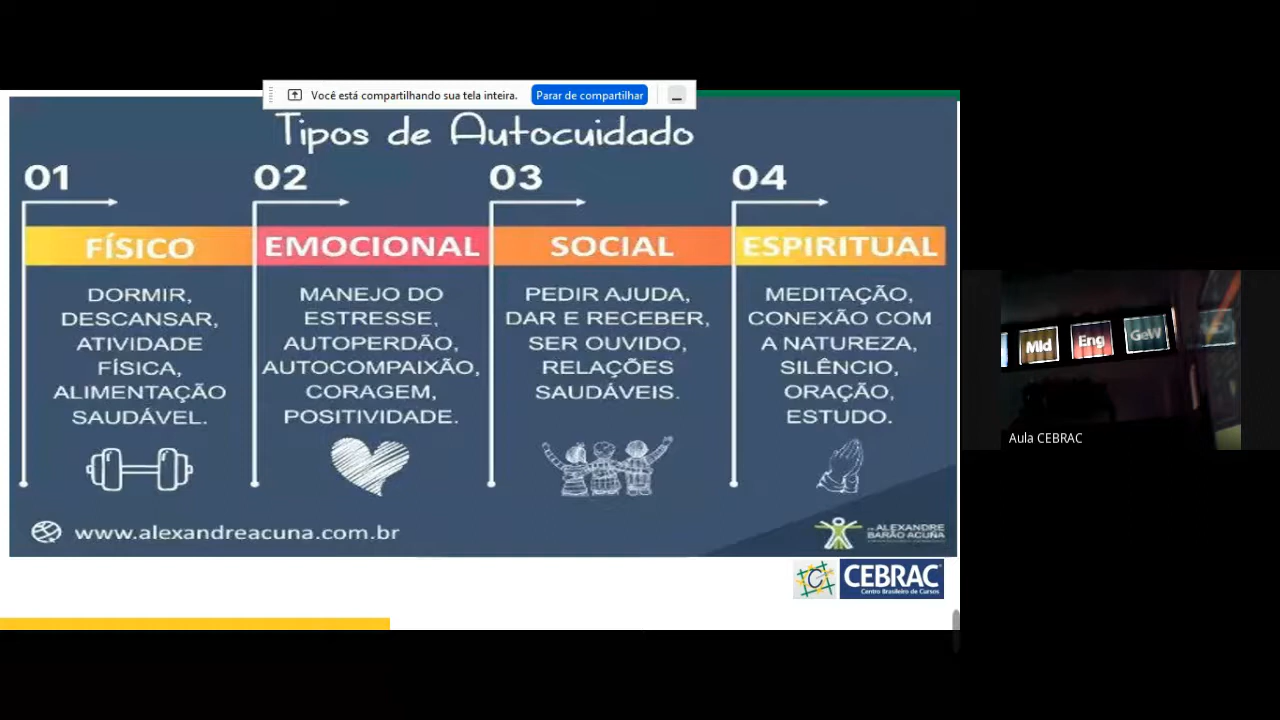 Você está compartilhando sua tela inteira.
Parar de compartilhar
Tipos de Autocuidado
01
FÍSICO
DORMIR,
DESCANSAR,
ATIVIDADE
FÍSICA,
ALIMENTAÇÃO
SAUDÁVEL.
02
EMOCIONAL
MANEJO DO
ESTRESSE,
AUTOPERDÃO,
AUTOCOMPAIXÃO,
CORAGEM,
POSITIVIDADE.
03
SOCIAL
PEDIR AJUDA,
DAR E RECEBER,
SER OUVIDO,
RELAÇÕES
SAUDÁVEIS.
04
ESPIRITUAL
MEDITAÇÃO,
CONEXÃO COM
A NATUREZA,
SILÊNCIO,
ORAÇÃO,
ESTUDO.
www.alexandreacuna.com.br
ALEXANDRE
BARÃO ACUÑA
C
CEBRAC
Centro Brasileiro de Cursos
Mld
Eng
GeW
Aula CEBRAC